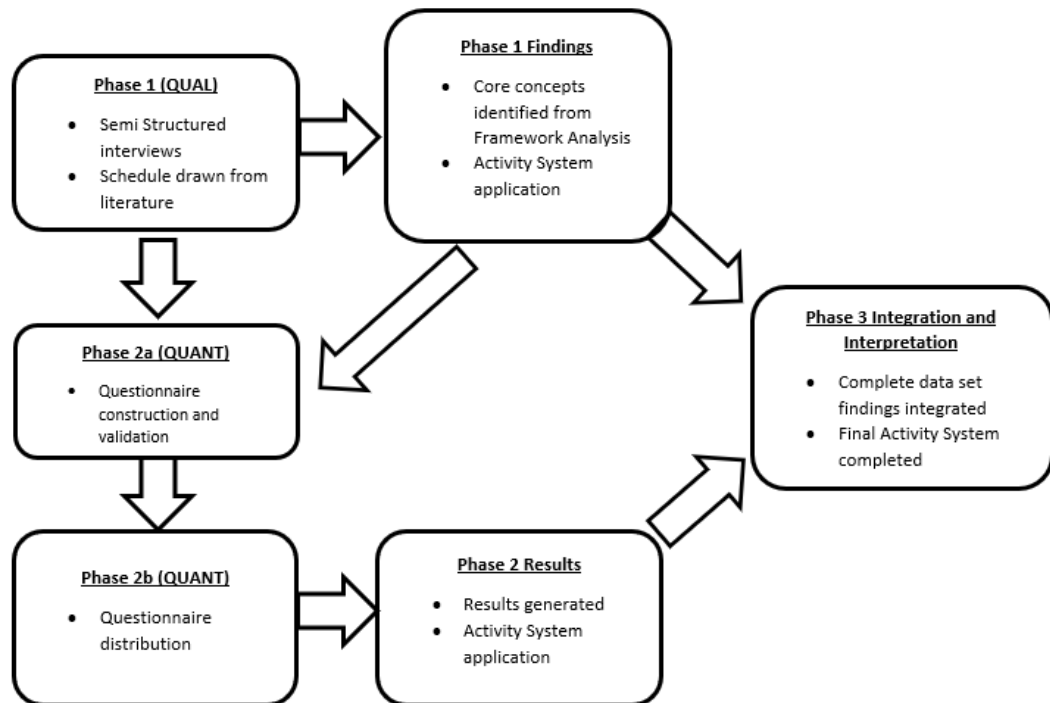 Phase 1 (QUAL)
• Semi Structured
interviews
• Schedule drawn from
literature
Phase 1 Findings
• Core concepts
identified from
Framework Analysis
• Activity System
application
Phase 2a (QUANT)
• Questionnaire
construction and
validation
Phase 2b (QUANT)
• Questionnaire
distribution
Phase 2 Results
• Results generated
• Activity System
application
Phase 3 Integration and
Interpretation
• Complete data set
findings integrated
• Final Activity System
completed